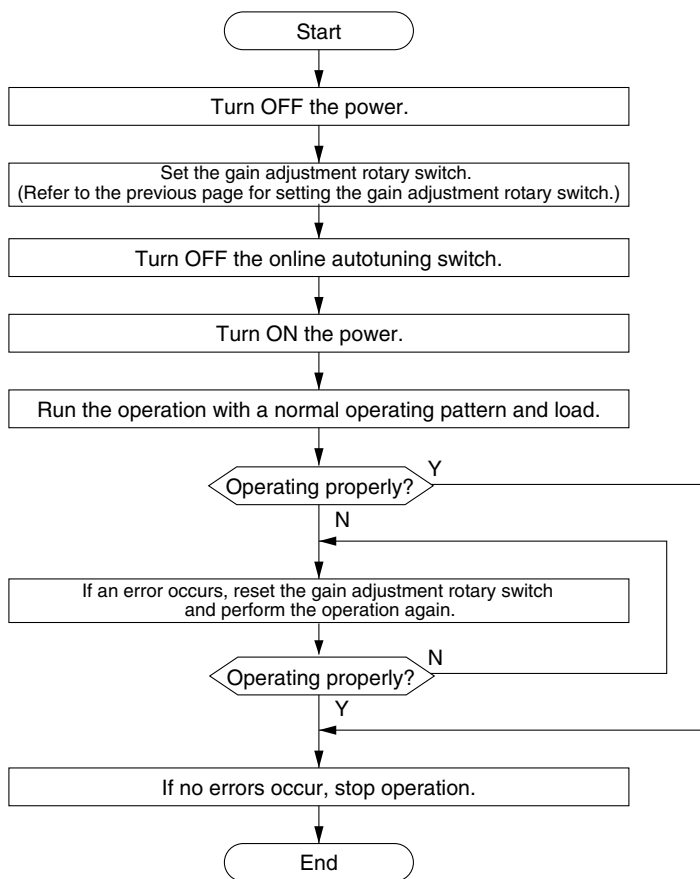 Start
Turn OFF the power.
Set the gain adjustment rotary switch.
(Refer to the previous page for setting the gain adjustment rotary switch.)
Turn OFF the online autotuning switch.
Turn ON the power.
Run the operation with a normal operating pattern and load.
Operating properly?
Y
N
If an error occurs, reset the gain adjustment rotary switch
and perform the operation again.
Operating properly?
N
Y
If no errors occur, stop operation.
End